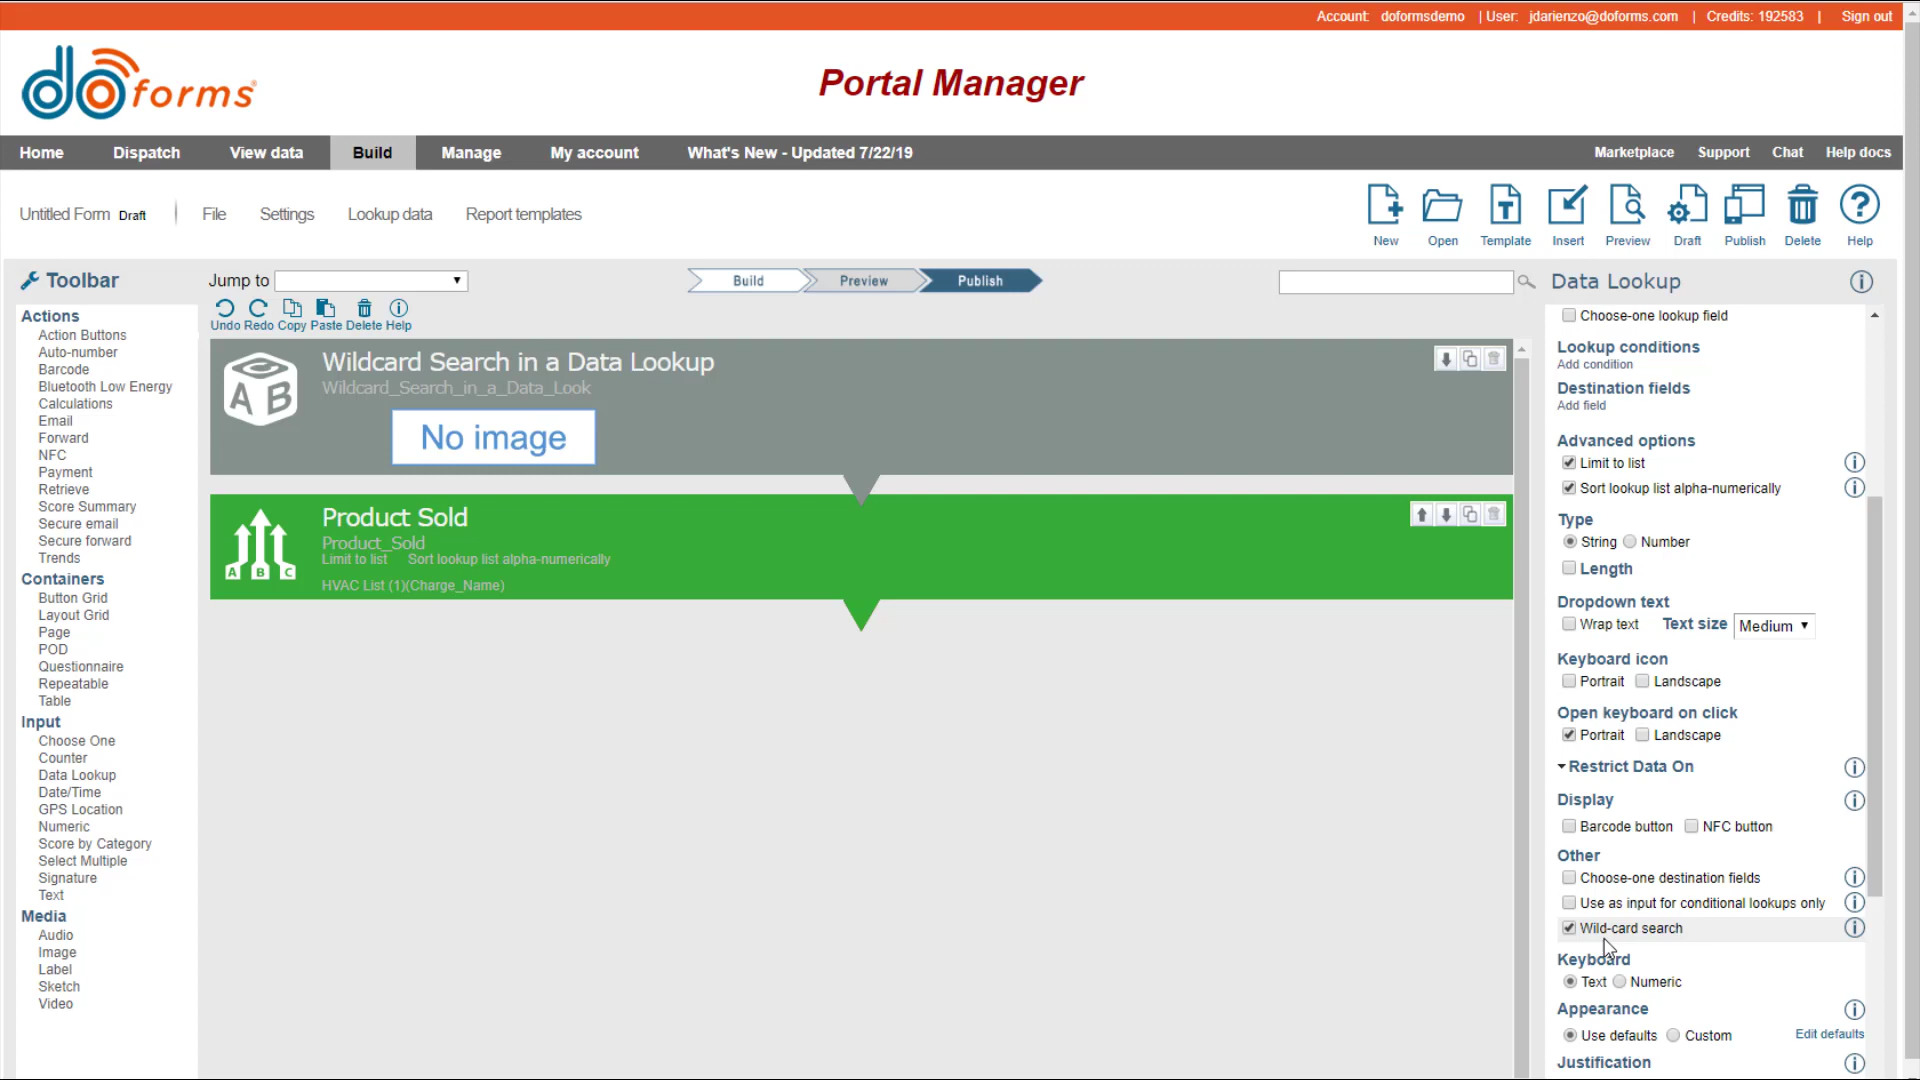 Account: doformsdemo | User: jdarienzo@doforms.com | Credits: 192583 | Sign out
doforms®
Portal Manager
Home Dispatch View data Build Manage My account What's New - Updated 7/22/19 Marketplace Support Chat Help docs
Untitled Form Draft File Settings Lookup data Report templates
New Open Template Insert Preview Draft Publish Delete Help
Toolbar
Actions
Action Buttons
Auto-number
Barcode
Bluetooth Low Energy
Calculations
Email
Forward
NFC
Payment
Retrieve
Score Summary
Secure email
Secure forward
Trends
Containers
Button Grid
Layout Grid
Page
POD
Questionnaire
Repeatable
Table
Input
Choose One
Counter
Data Lookup
Date/Time
GPS Location
Numeric
Score by Category
Select Multiple
Signature
Text
Media
Audio
Image
Label
Sketch
Video
Jump to
Build Preview Publish
Undo Redo Copy Paste Delete Help
A B
Wildcard Search in a Data Lookup
Wildcard_Search_in_a_Data_Look
No image
A B C
Product Sold
Product_Sold
Limit to list Sort lookup list alpha-numerically
HVAC List (1)(Charge_Name)
Data Lookup
Choose-one lookup field
Lookup conditions
Add condition
Destination fields
Add field
Advanced options
Limit to list
Sort lookup list alpha-numerically
Type
String Number
Length
Dropdown text
Wrap text Text size Medium
Keyboard icon
Portrait Landscape
Open keyboard on click
Portrait Landscape
Restrict Data On
Display
Barcode button NFC button
Other
Choose-one destination fields
Use as input for conditional lookups only
Wild-card search
Keyboard
Text Numeric
Appearance
Use defaults Custom Edit defaults
Justification